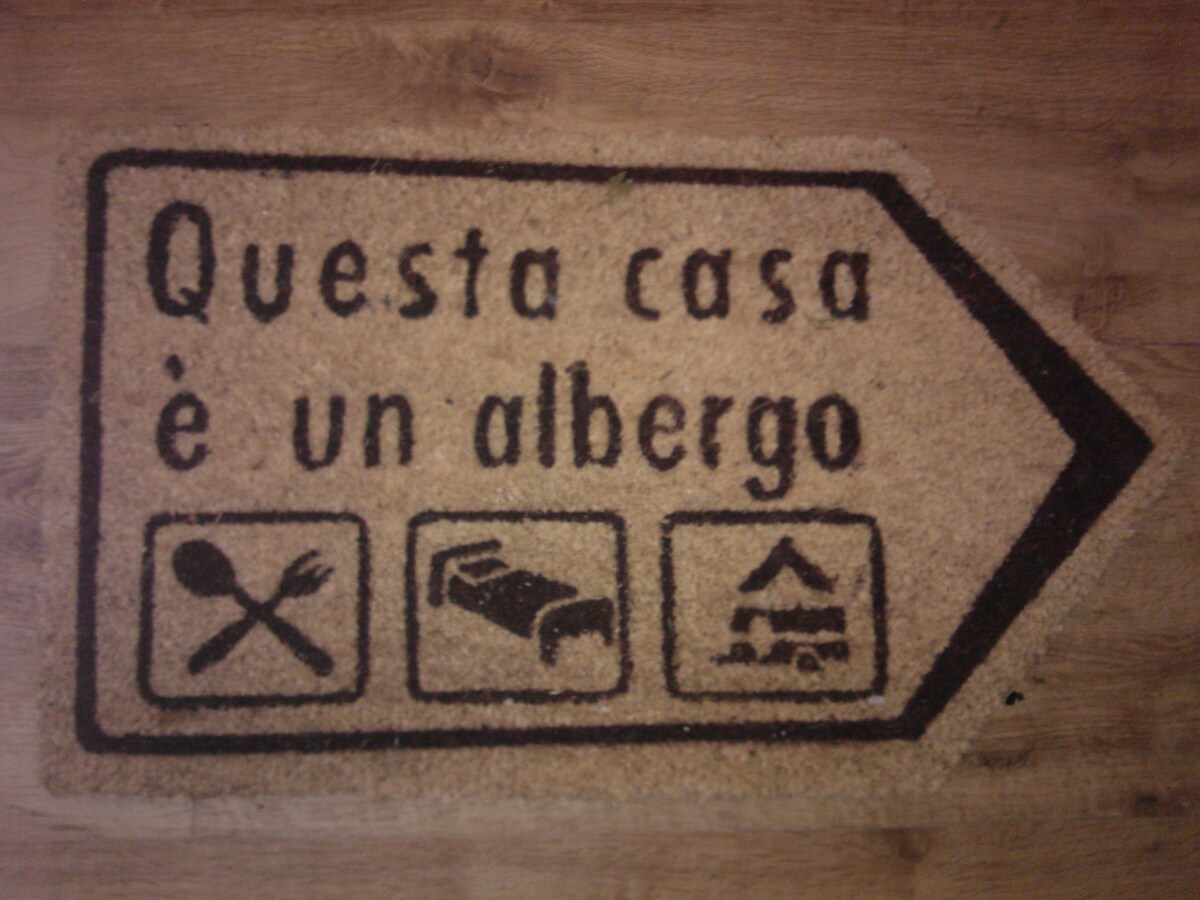 Questa casa
è un albergo